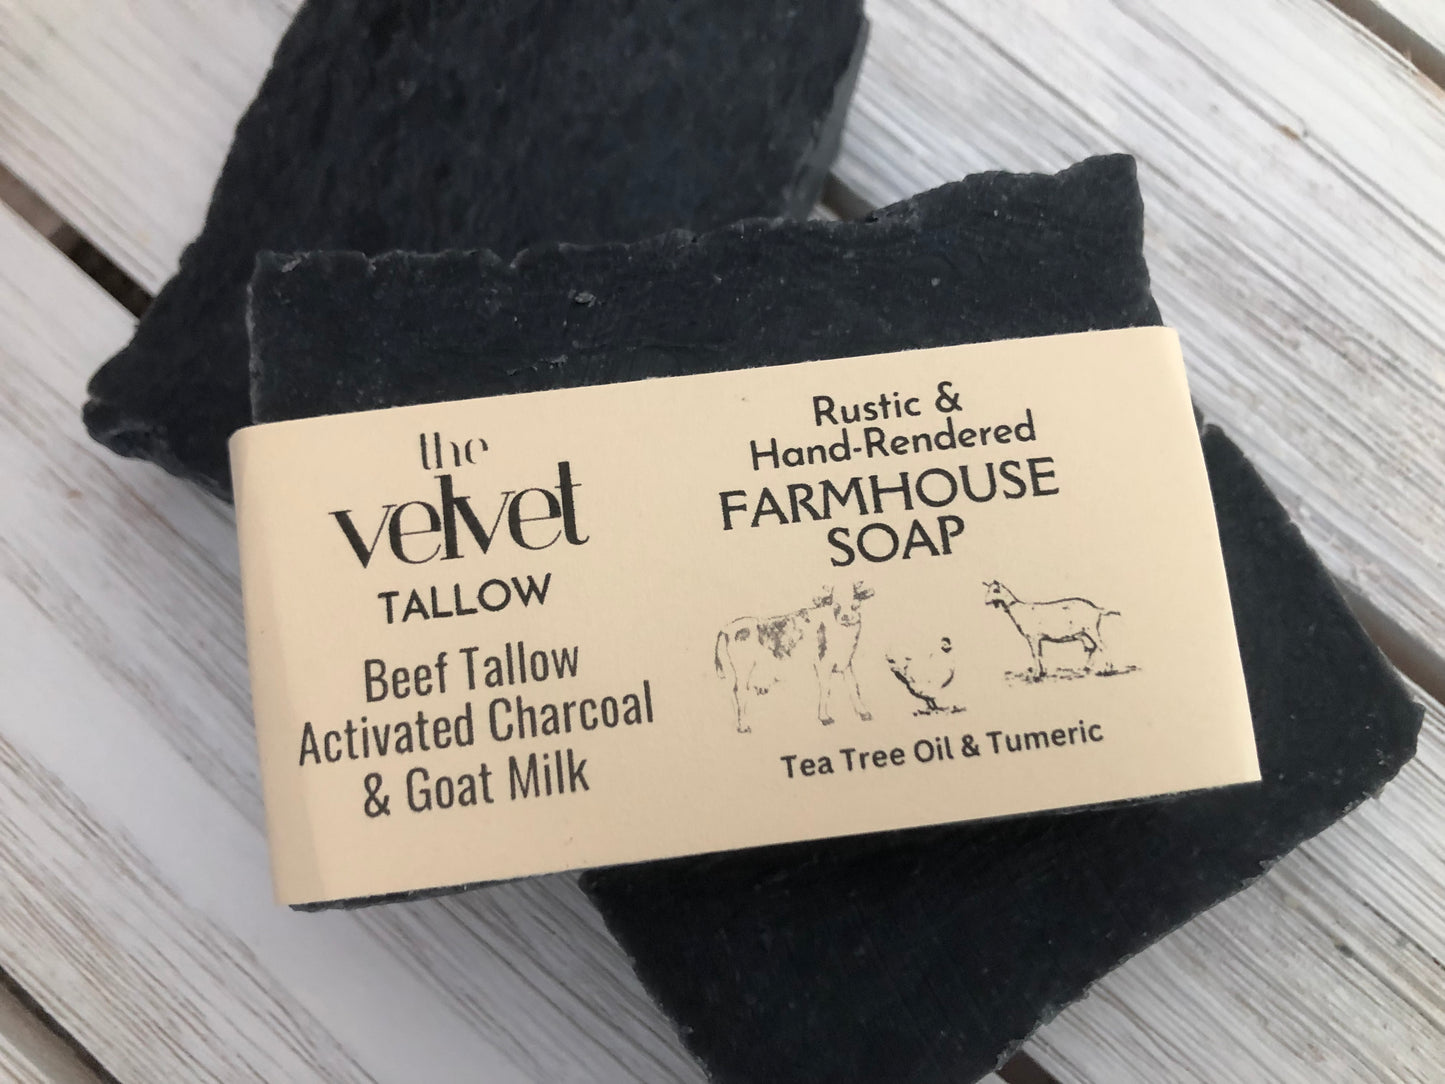 the
velvet
TALLOW
Beef Tallow
Activated Charcoal
& Goat Milk
Rustic &
Hand-Rendered
FARMHOUSE
SOAP
Tea Tree Oil & Tumeric